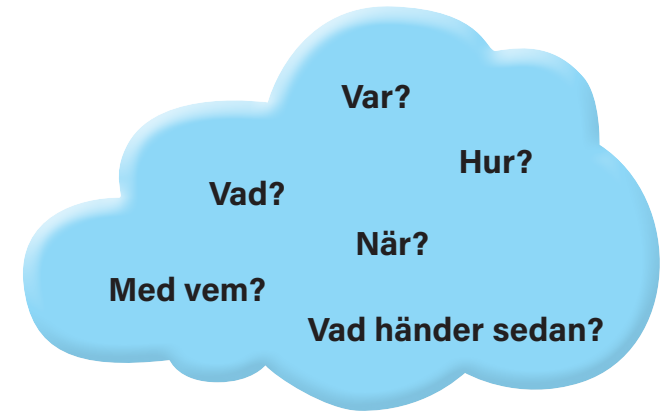 Var?
Hur?
Vad?
När?
Med vem?
Vad händer sedan?